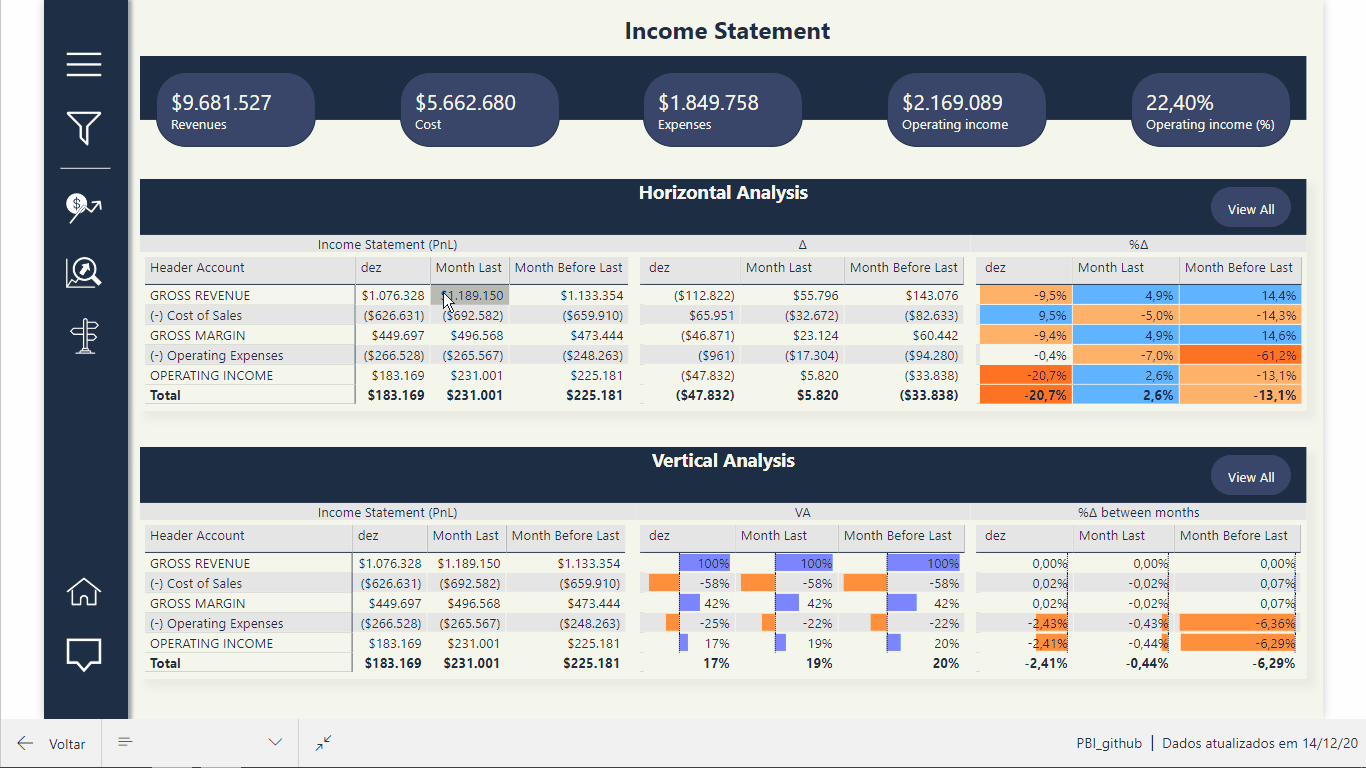 Income Statement
$9.681.527 $5.662.680 $1.849.758 $2.169.089 22,40%
Revenues Cost Expenses Operating income Operating income (%)
Horizontal Analysis
View All
Income Statement (PnL) Δ %Δ
Header Account dez Month Last Month Before Last dez Month Last Month Before Last dez Month Last Month Before Last
GROSS REVENUE $1.076.328 $1.189.150 $1.133.354 ($112.822) $55.796 $143.076 -9,5% 4,9% 14,4%
(-) Cost of Sales ($626.631) ($692.582) ($659.910) $65.951 ($32.672) ($82.633) 9,5% -5,0% -14,3%
GROSS MARGIN $449.697 $496.568 $473.444 ($46.871) $23.124 $60.442 -9,4% 4,9% 14,6%
(-) Operating Expenses ($266.528) ($265.567) ($248.263) ($961) ($17.304) ($94.280) -0,4% -7,0% -61,2%
OPERATING INCOME $183.169 $231.001 $225.181 ($47.832) $5.820 ($33.838) -20,7% 2,6% -13,1%
Total $183.169 $231.001 $225.181 ($47.832) $5.820 ($33.838) -20,7% 2,6% -13,1%
Vertical Analysis
View All
Income Statement (PnL) VA %Δ between months
Header Account dez Month Last Month Before Last dez Month Last Month Before Last dez Month Last Month Before Last
GROSS REVENUE $1.076.328 $1.189.150 $1.133.354 100% 100% 100% 0,00% 0,00% 0,00%
(-) Cost of Sales ($626.631) ($692.582) ($659.910) -58% -58% -58% 0,02% -0,02% 0,07%
GROSS MARGIN $449.697 $496.568 $473.444 42% 42% 42% 0,02% -0,02% 0,07%
(-) Operating Expenses ($266.528) ($265.567) ($248.263) -25% -22% -22% -2,43% -0,43% -6,36%
OPERATING INCOME $183.169 $231.001 $225.181 17% 19% 20% -2,41% -0,44% -6,29%
Total $183.169 $231.001 $225.181 17% 19% 20% -2,41% -0,44% -6,29%
Voltar PBI_github | Dados atualizados em 14/12/20